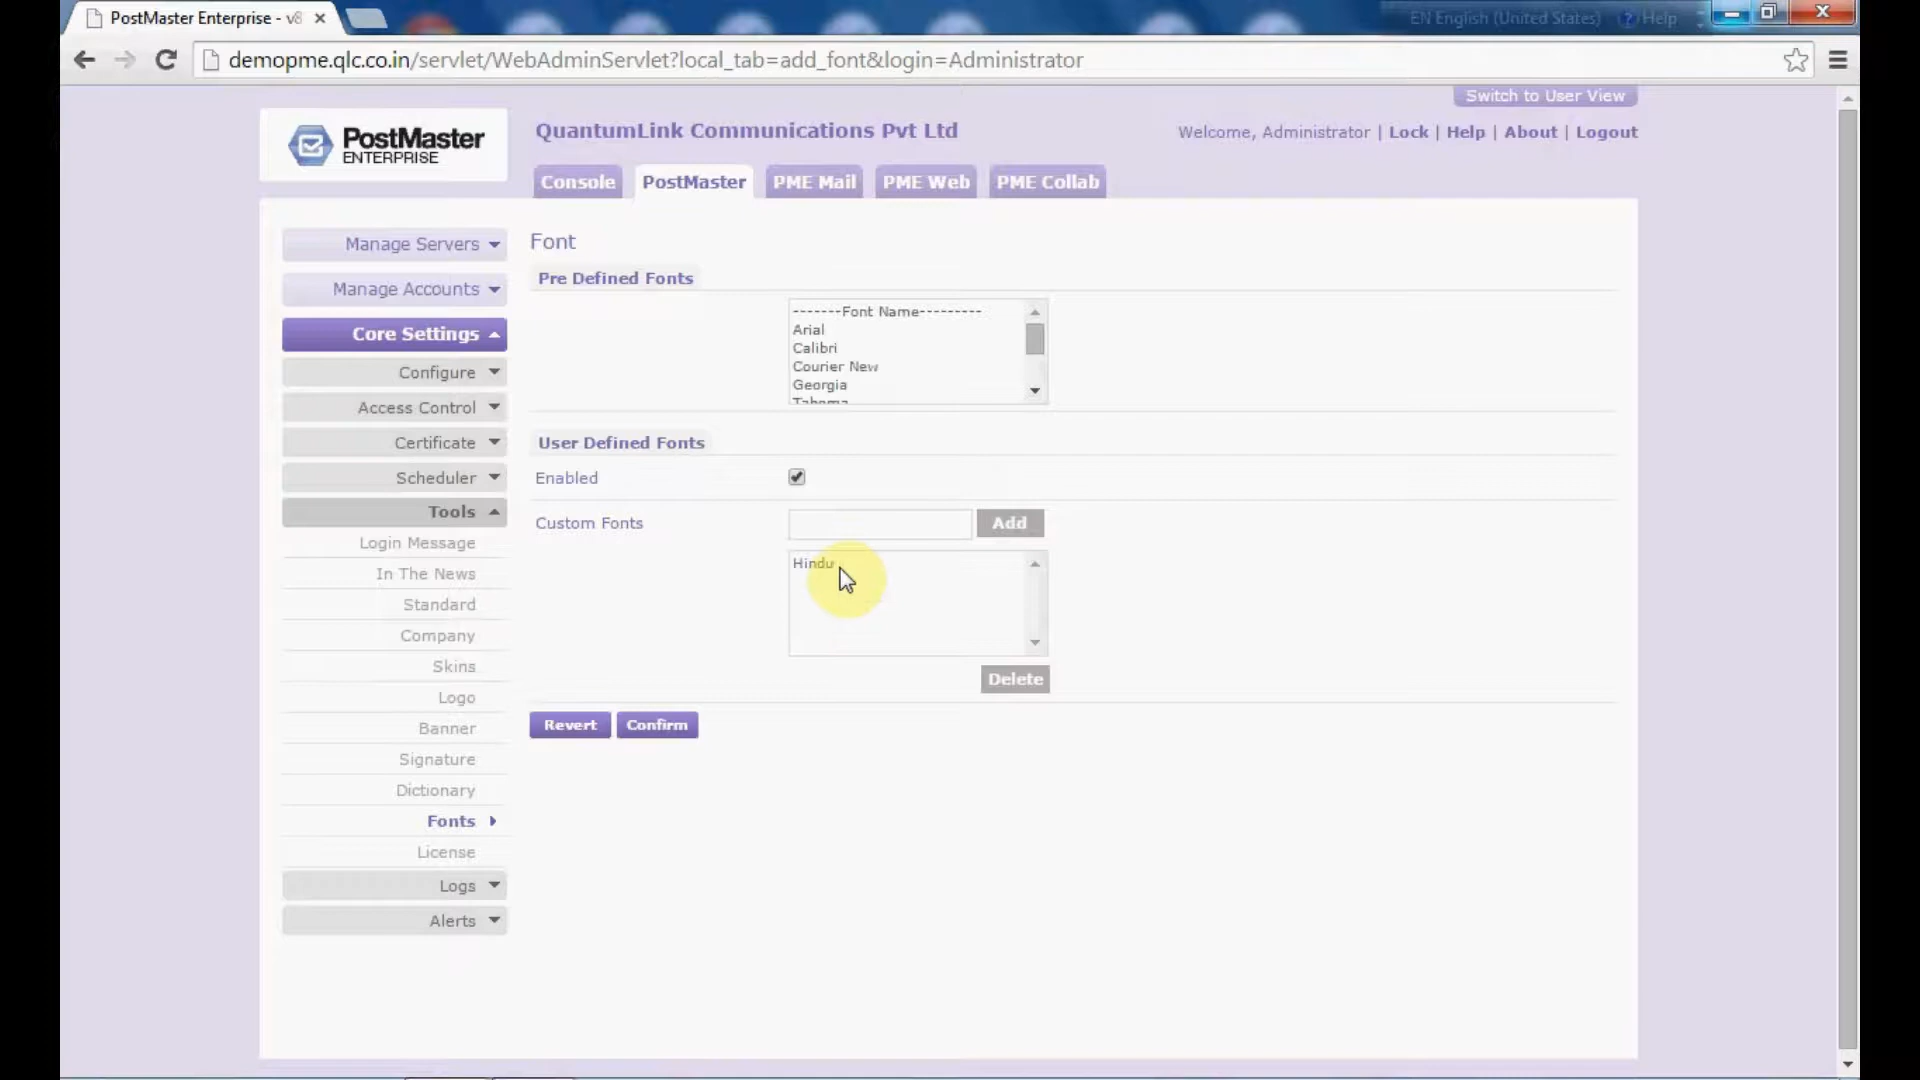 PostMaster Enterprise - v8
EN English (United States) ? Help
demopme.qlc.co.in/servlet/WebAdminServlet?local_tab=add_font&login=Administrator
Switch to User View
PostMaster
ENTERPRISE
QuantumLink Communications Pvt Ltd
Welcome, Administrator | Lock | Help | About | Logout
Console
PostMaster
PME Mail
PME Web
PME Collab
Manage Servers
Manage Accounts
Core Settings
Configure
Access Control
Certificate
Scheduler
Tools
Login Message
In The News
Standard
Company
Skins
Logo
Banner
Signature
Dictionary
Fonts
License
Logs
Alerts
Font
Pre Defined Fonts
-------Font Name---------
Arial
Calibri
Courier New
Georgia
Tahoma
User Defined Fonts
Enabled
Custom Fonts
Add
Hindu
Delete
Revert
Confirm